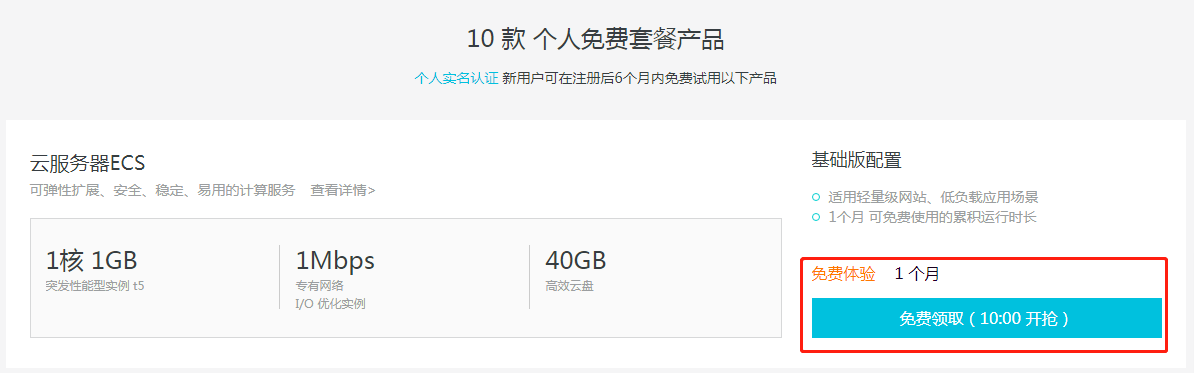 10 款 个人免费套餐产品
个人实名认证 新用户可在注册后6个月内免费试用以下产品
云服务器ECS
可弹性扩展、安全、稳定、易用的计算服务 查看详情>
1核 1GB
突发性能型实例 t5
1Mbps
专有网络
I/O 优化实例
40GB
高效云盘
基础版配置
适用轻量级网站、低负载应用场景
1个月 可免费使用的累积运行时长
免费体验 1 个月
免费领取（10:00 开抢）